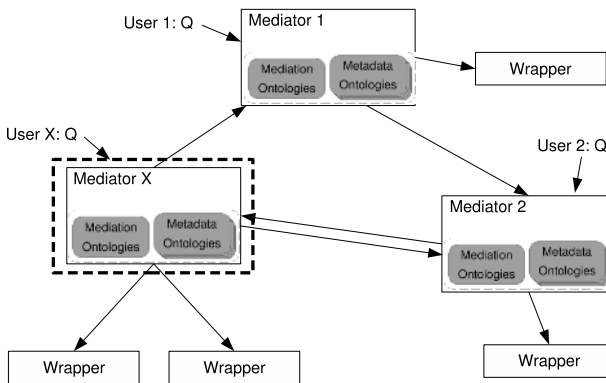 User 1: Q
Mediator 1
Mediation
Ontologies
Metadata
Ontologies
Wrapper
User X: Q
Mediator X
Mediation
Ontologies
Metadata
Ontologies
User 2: Q
Mediator 2
Mediation
Ontologies
Metadata
Ontologies
Wrapper
Wrapper
Wrapper